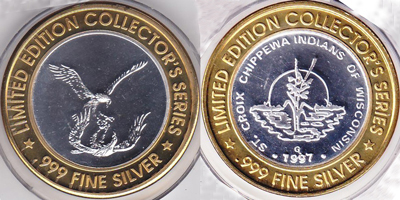 LIMITED EDITION COLLECTOR'S SERIES
★ .999 FINE SILVER ★
LIMITED EDITION COLLECTOR'S SERIES
★ .999 FINE SILVER ★
ST. CROIX CHIPPEWA INDIANS OF WISCONSIN
G
1997